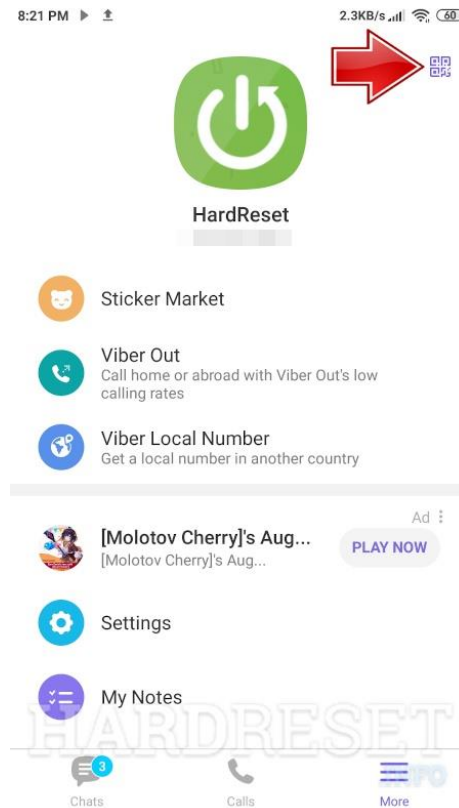 8:21 PM 2.3KB/s 60
HardReset
Sticker Market
Viber Out
Call home or abroad with Viber Out's low
calling rates
Viber Local Number
Get a local number in another country
Ad
[Molotov Cherry]'s Aug...
PLAY NOW
[Molotov Cherry]'s Aug...
Settings
My Notes
HARDRESET
.INFO
3
Chats Calls More